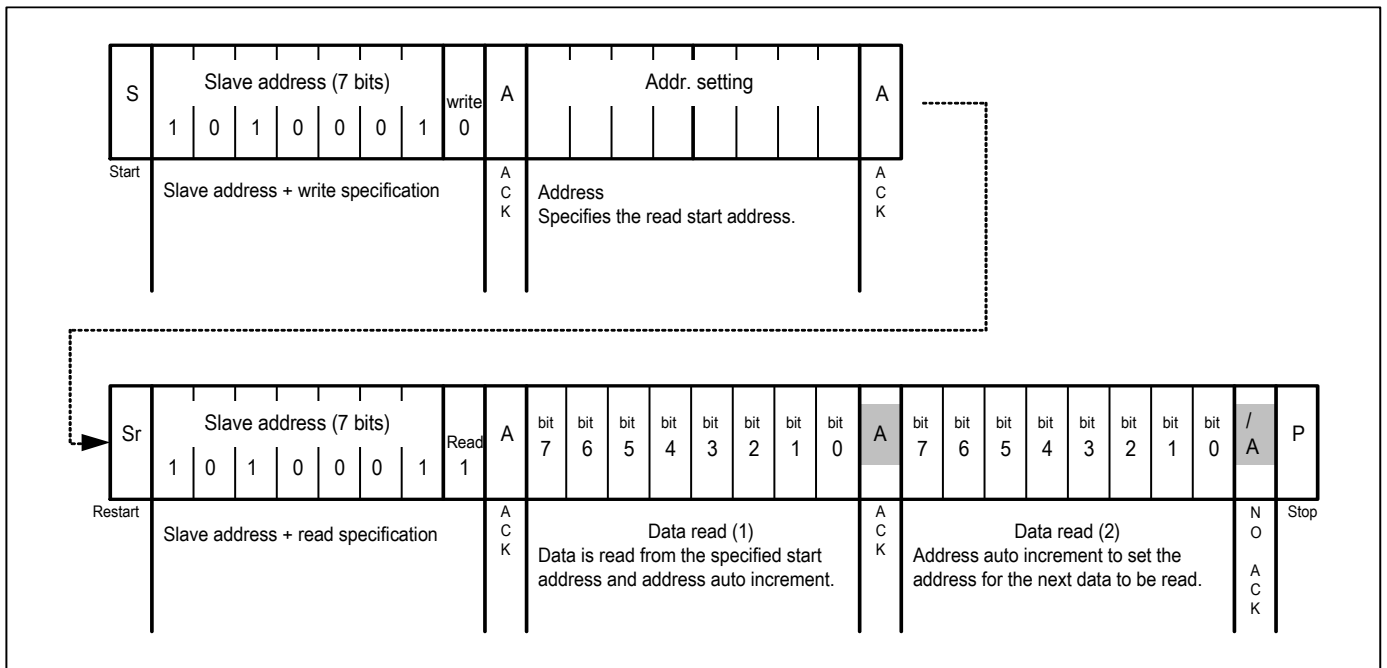 S Slave address (7 bits) write A Addr. setting A
1 0 1 0 0 0 1 0
Start
Slave address + write specification
A
C
K
Address
Specifies the read start address.
A
C
K
Sr Slave address (7 bits) Read A bit bit bit bit bit bit bit bit A bit bit bit bit bit bit bit bit / A P
1 0 1 0 0 0 1 1 7 6 5 4 3 2 1 0 7 6 5 4 3 2 1 0
Restart
Slave address + read specification
A
C
K
Data read (1)
Data is read from the specified start
address and address auto increment.
A
C
K
Data read (2)
Address auto increment to set the
address for the next data to be read.
N
O
A
C
K
Stop